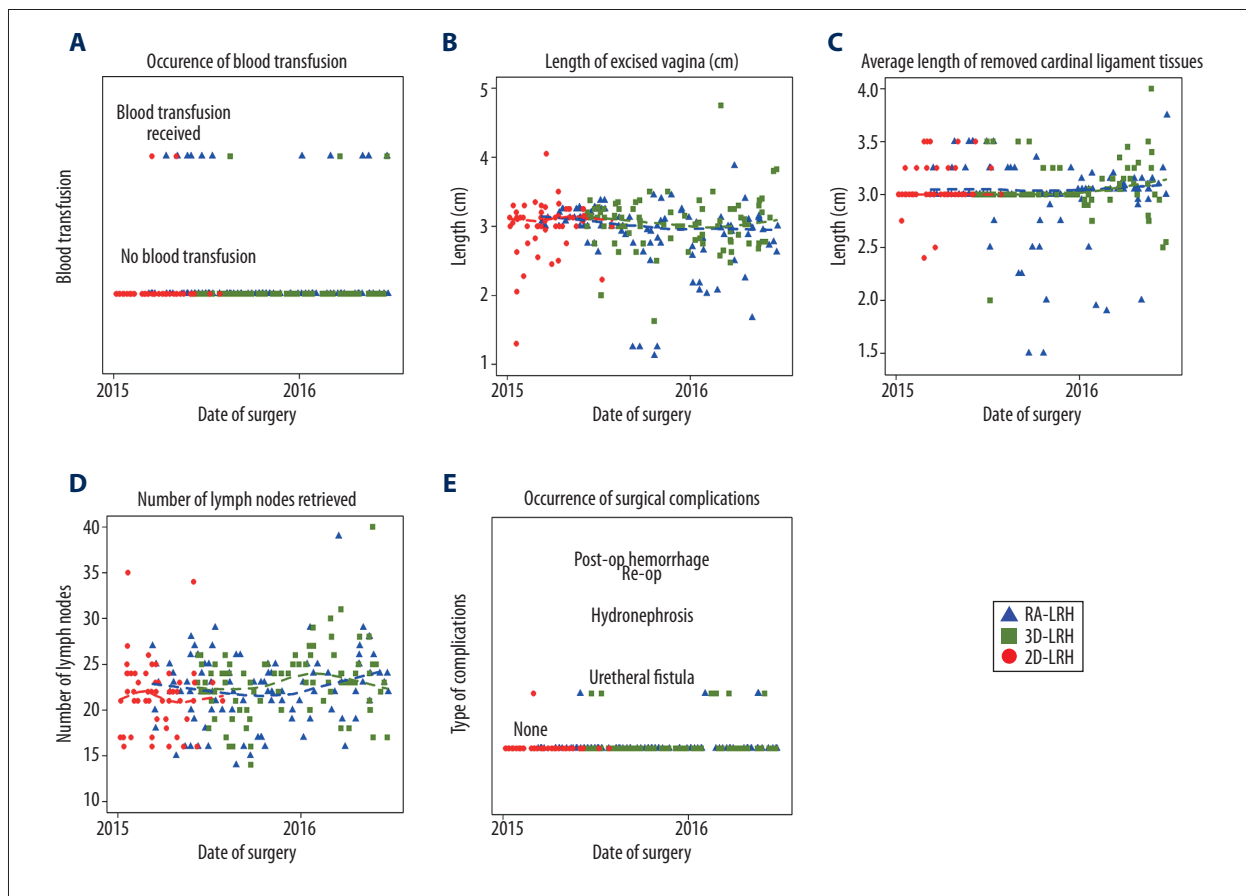 A
Occurence of blood transfusion
Blood transfusion
Blood transfusion
received
No blood transfusion
2015
2016
Date of surgery
B
Length of excised vagina (cm)
Length (cm)
5
4
3
2
1
2015
2016
Date of surgery
C
Average length of removed cardinal ligament tissues
Length (cm)
4.0
3.5
3.0
2.5
2.0
1.5
2015
2016
Date of surgery
D
Number of lymph nodes retrieved
Number of lymph nodes
40
35
30
25
20
15
10
2015
2016
Date of surgery
E
Occurrence of surgical complications
Type of complications
Post-op hemorrhage
Re-op
Hydronephrosis
Uretheral fistula
None
2015
2016
Date of surgery
RA-LRH
3D-LRH
2D-LRH